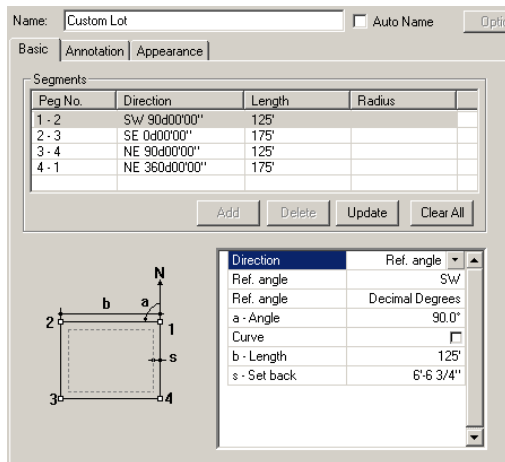 Name: Custom Lot Auto Name Optio
Basic Annotation Appearance
Segments
Peg No. Direction Length Radius
1 - 2 SW 90d00'00" 125'
2 - 3 SE 0d00'00" 175'
3 - 4 NE 90d00'00" 125'
4 - 1 NE 360d00'00" 175'
Add Delete Update Clear All
N
b a
2 1
s
3 4
Direction Ref. angle
Ref. angle SW
Ref. angle Decimal Degrees
a - Angle 90.0°
Curve
b - Length 125'
s - Set back 6'-6 3/4"